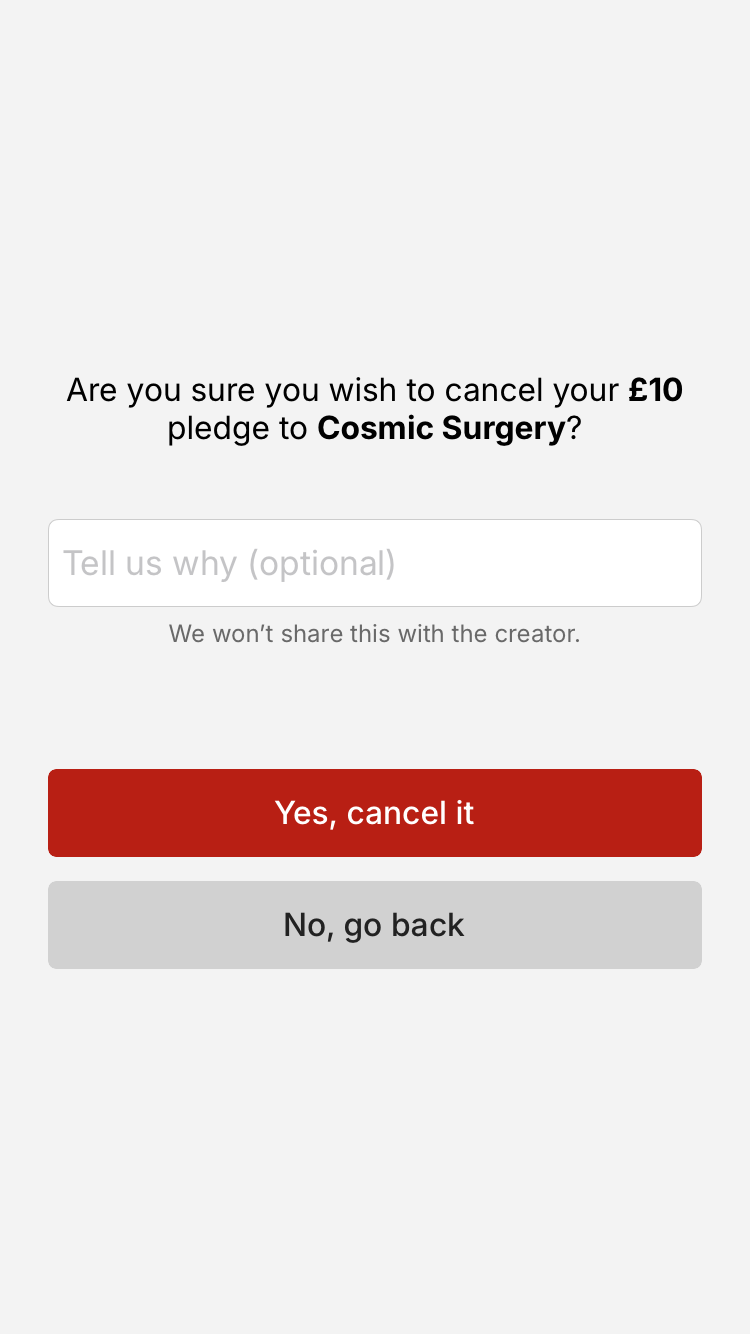 Are you sure you wish to cancel your £10
pledge to Cosmic Surgery?
Tell us why (optional)
We won’t share this with the creator.
Yes, cancel it
No, go back